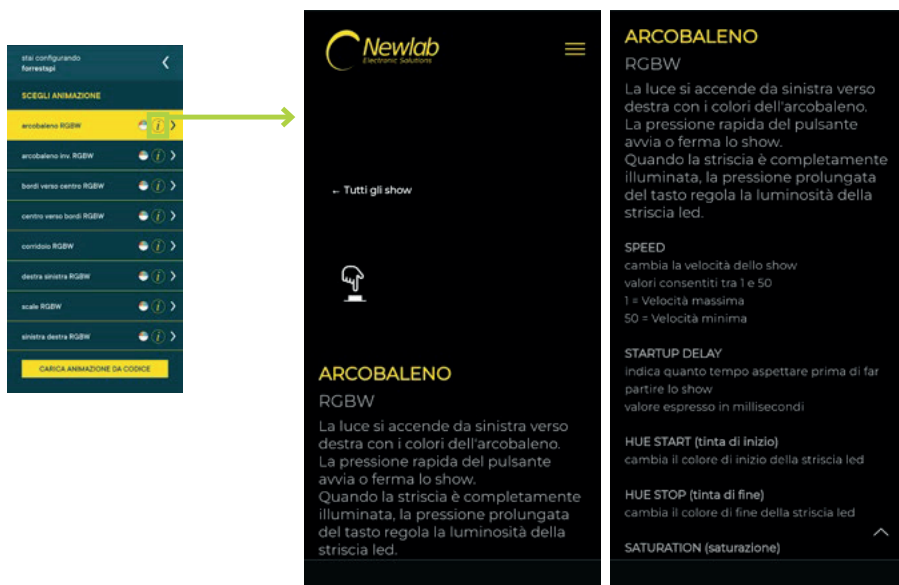 stai configurando
forrestapi
SCEGLI ANIMAZIONE
arcobaleno RGBW
arcobaleno inv. RGBW
bordi verso centro RGBW
centro verso bordi RGBW
corridoio RGBW
destra sinistra RGBW
scale RGBW
sinistra destra RGBW
CARICA ANIMAZIONE DA CODICE
Newlab
Electronic Solutions
← Tutti gli show
ARCOBALENO
RGBW
La luce si accende da sinistra verso
destra con i colori dell'arcobaleno.
La pressione rapida del pulsante
avvia o ferma lo show.
Quando la striscia è completamente
illuminata, la pressione prolungata
del tasto regola la luminosità della
striscia led.
ARCOBALENO
RGBW
La luce si accende da sinistra verso
destra con i colori dell'arcobaleno.
La pressione rapida del pulsante
avvia o ferma lo show.
Quando la striscia è completamente
illuminata, la pressione prolungata
del tasto regola la luminosità della
striscia led.
SPEED
cambia la velocità dello show
valori consentiti tra 1 e 50
1 = Velocità massima
50 = Velocità minima
STARTUP DELAY
indica quanto tempo aspettare prima di far
partire lo show
valore espresso in millisecondi
HUE START (tinta di inizio)
cambia il colore di inizio della striscia led
HUE STOP (tinta di fine)
cambia il colore di fine della striscia led
SATURATION (saturazione)